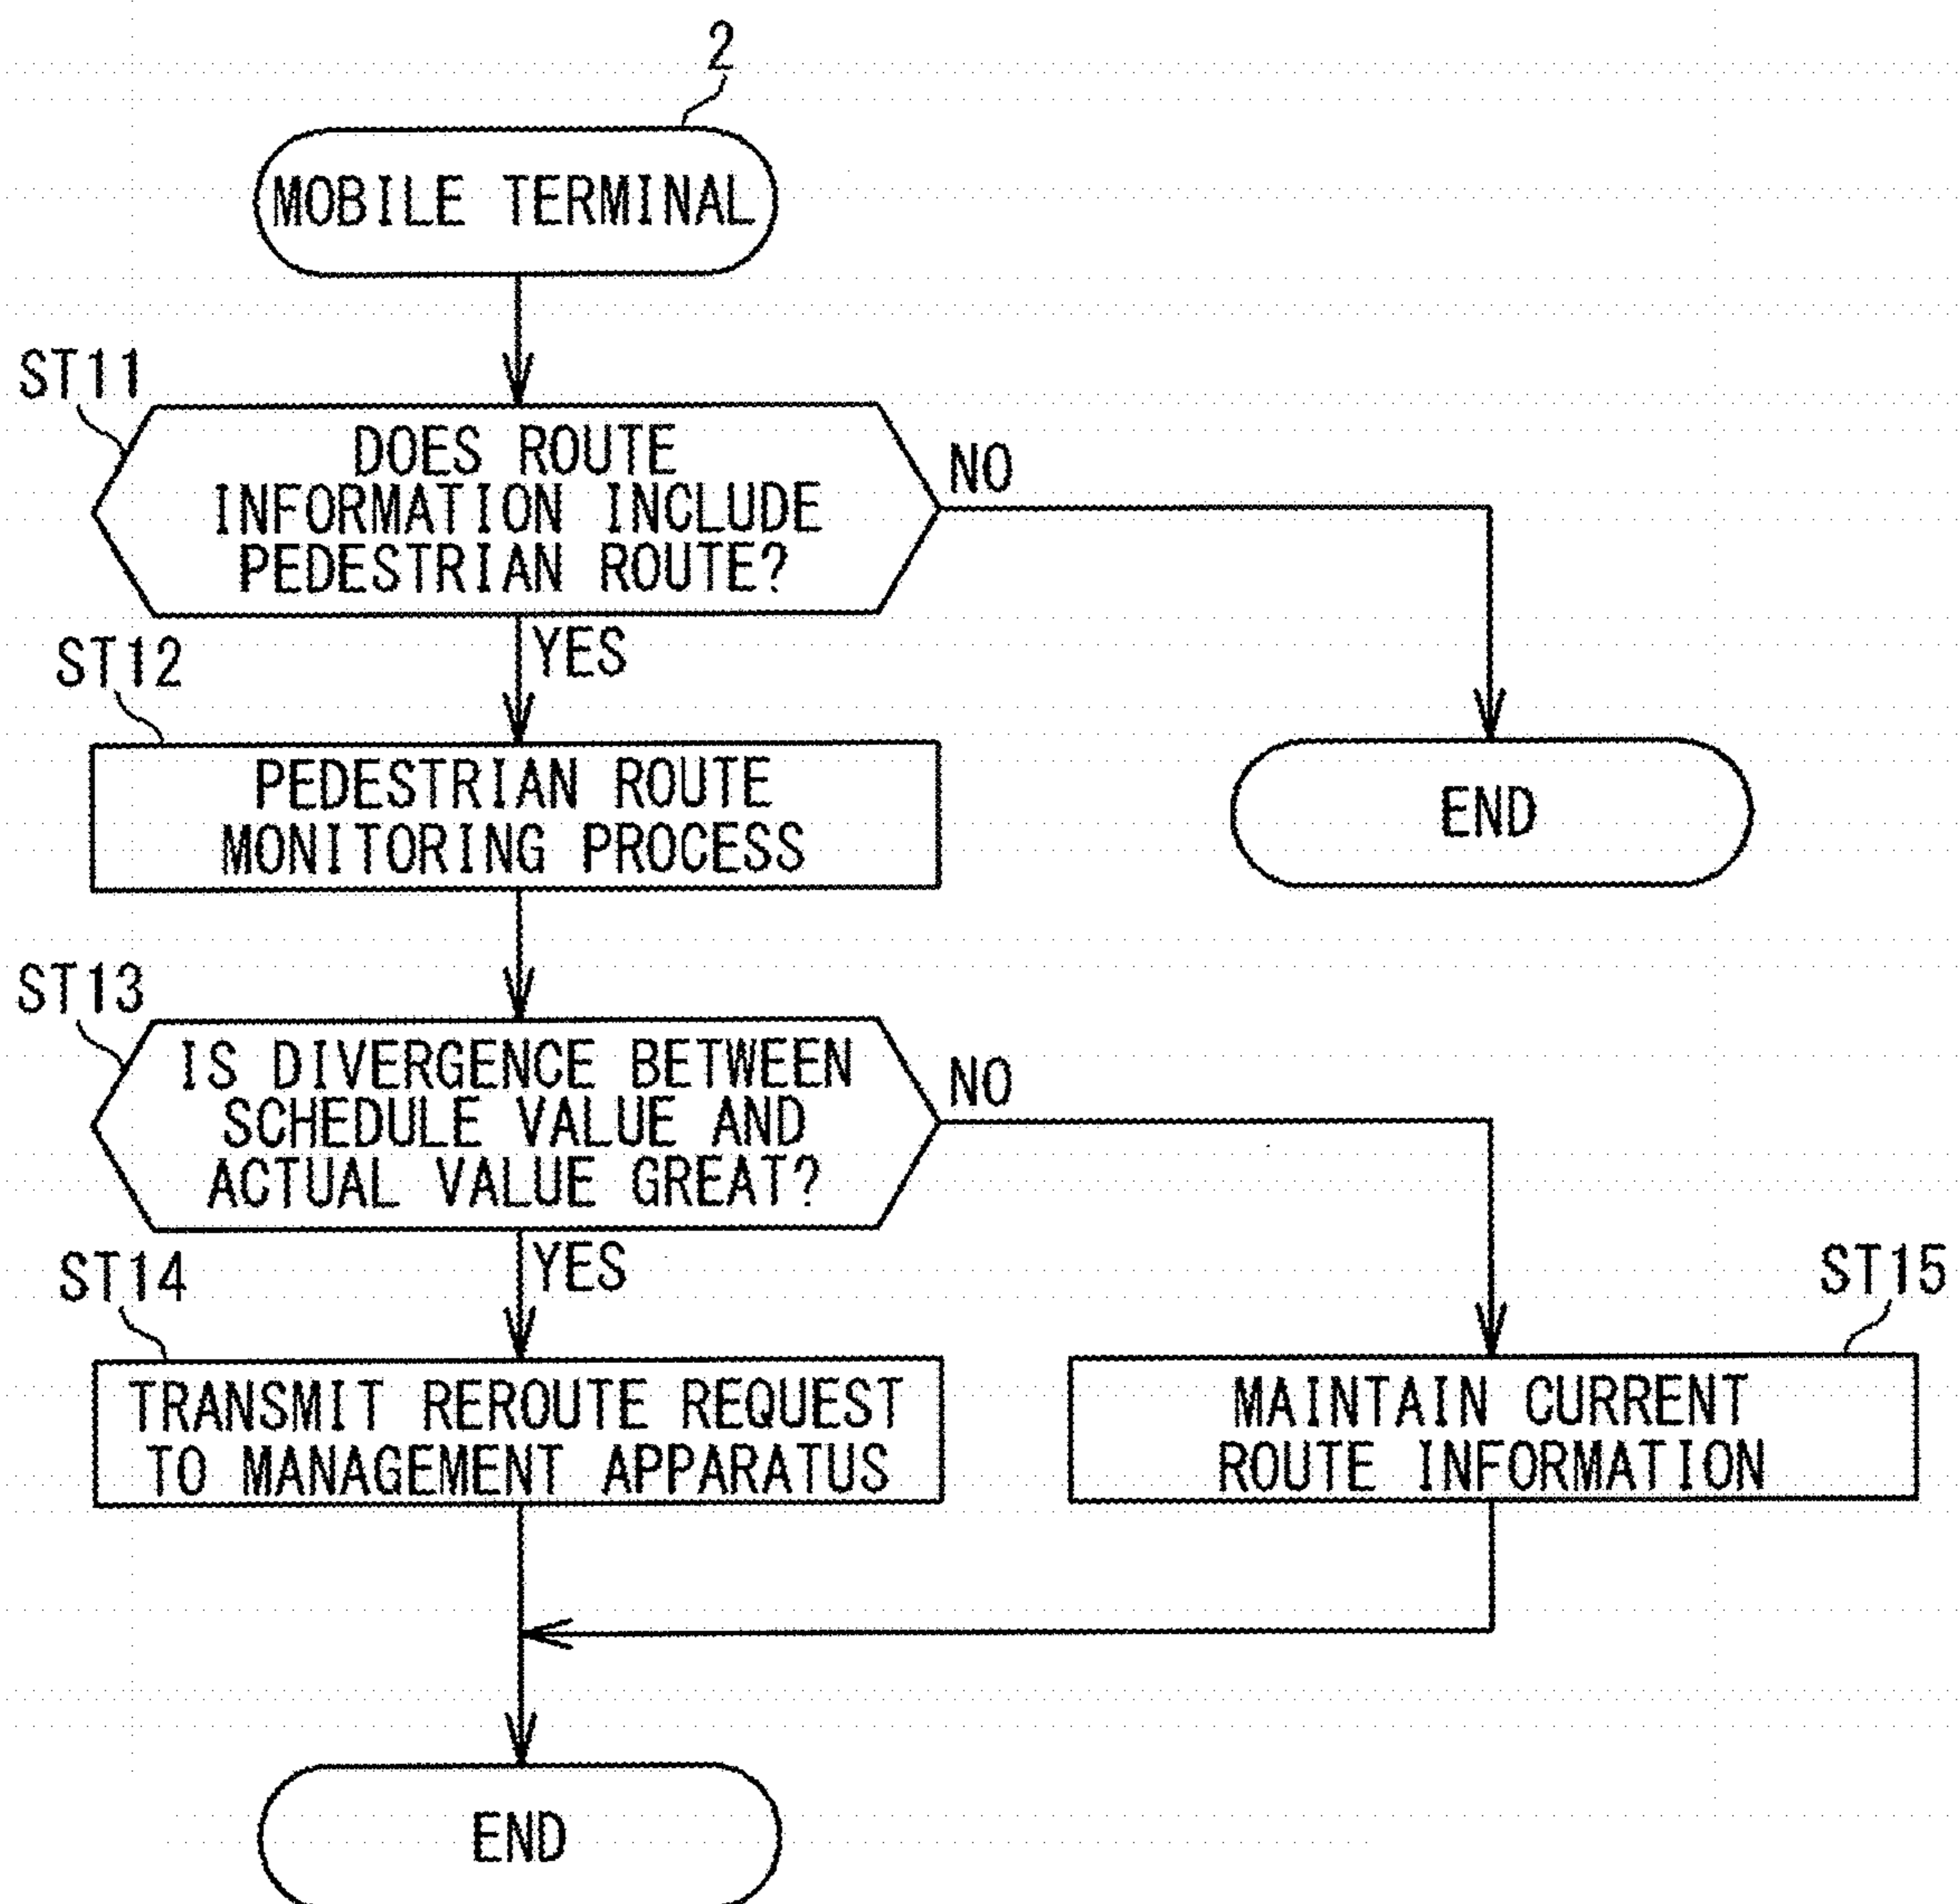 2
MOBILE TERMINAL
ST11
DOES ROUTE
INFORMATION INCLUDE
PEDESTRIAN ROUTE?
NO
YES
ST12
PEDESTRIAN ROUTE
MONITORING PROCESS
END
ST13
IS DIVERGENCE BETWEEN
SCHEDULE VALUE AND
ACTUAL VALUE GREAT?
NO
YES
ST14
TRANSMIT REROUTE REQUEST
TO MANAGEMENT APPARATUS
ST15
MAINTAIN CURRENT
ROUTE INFORMATION
END